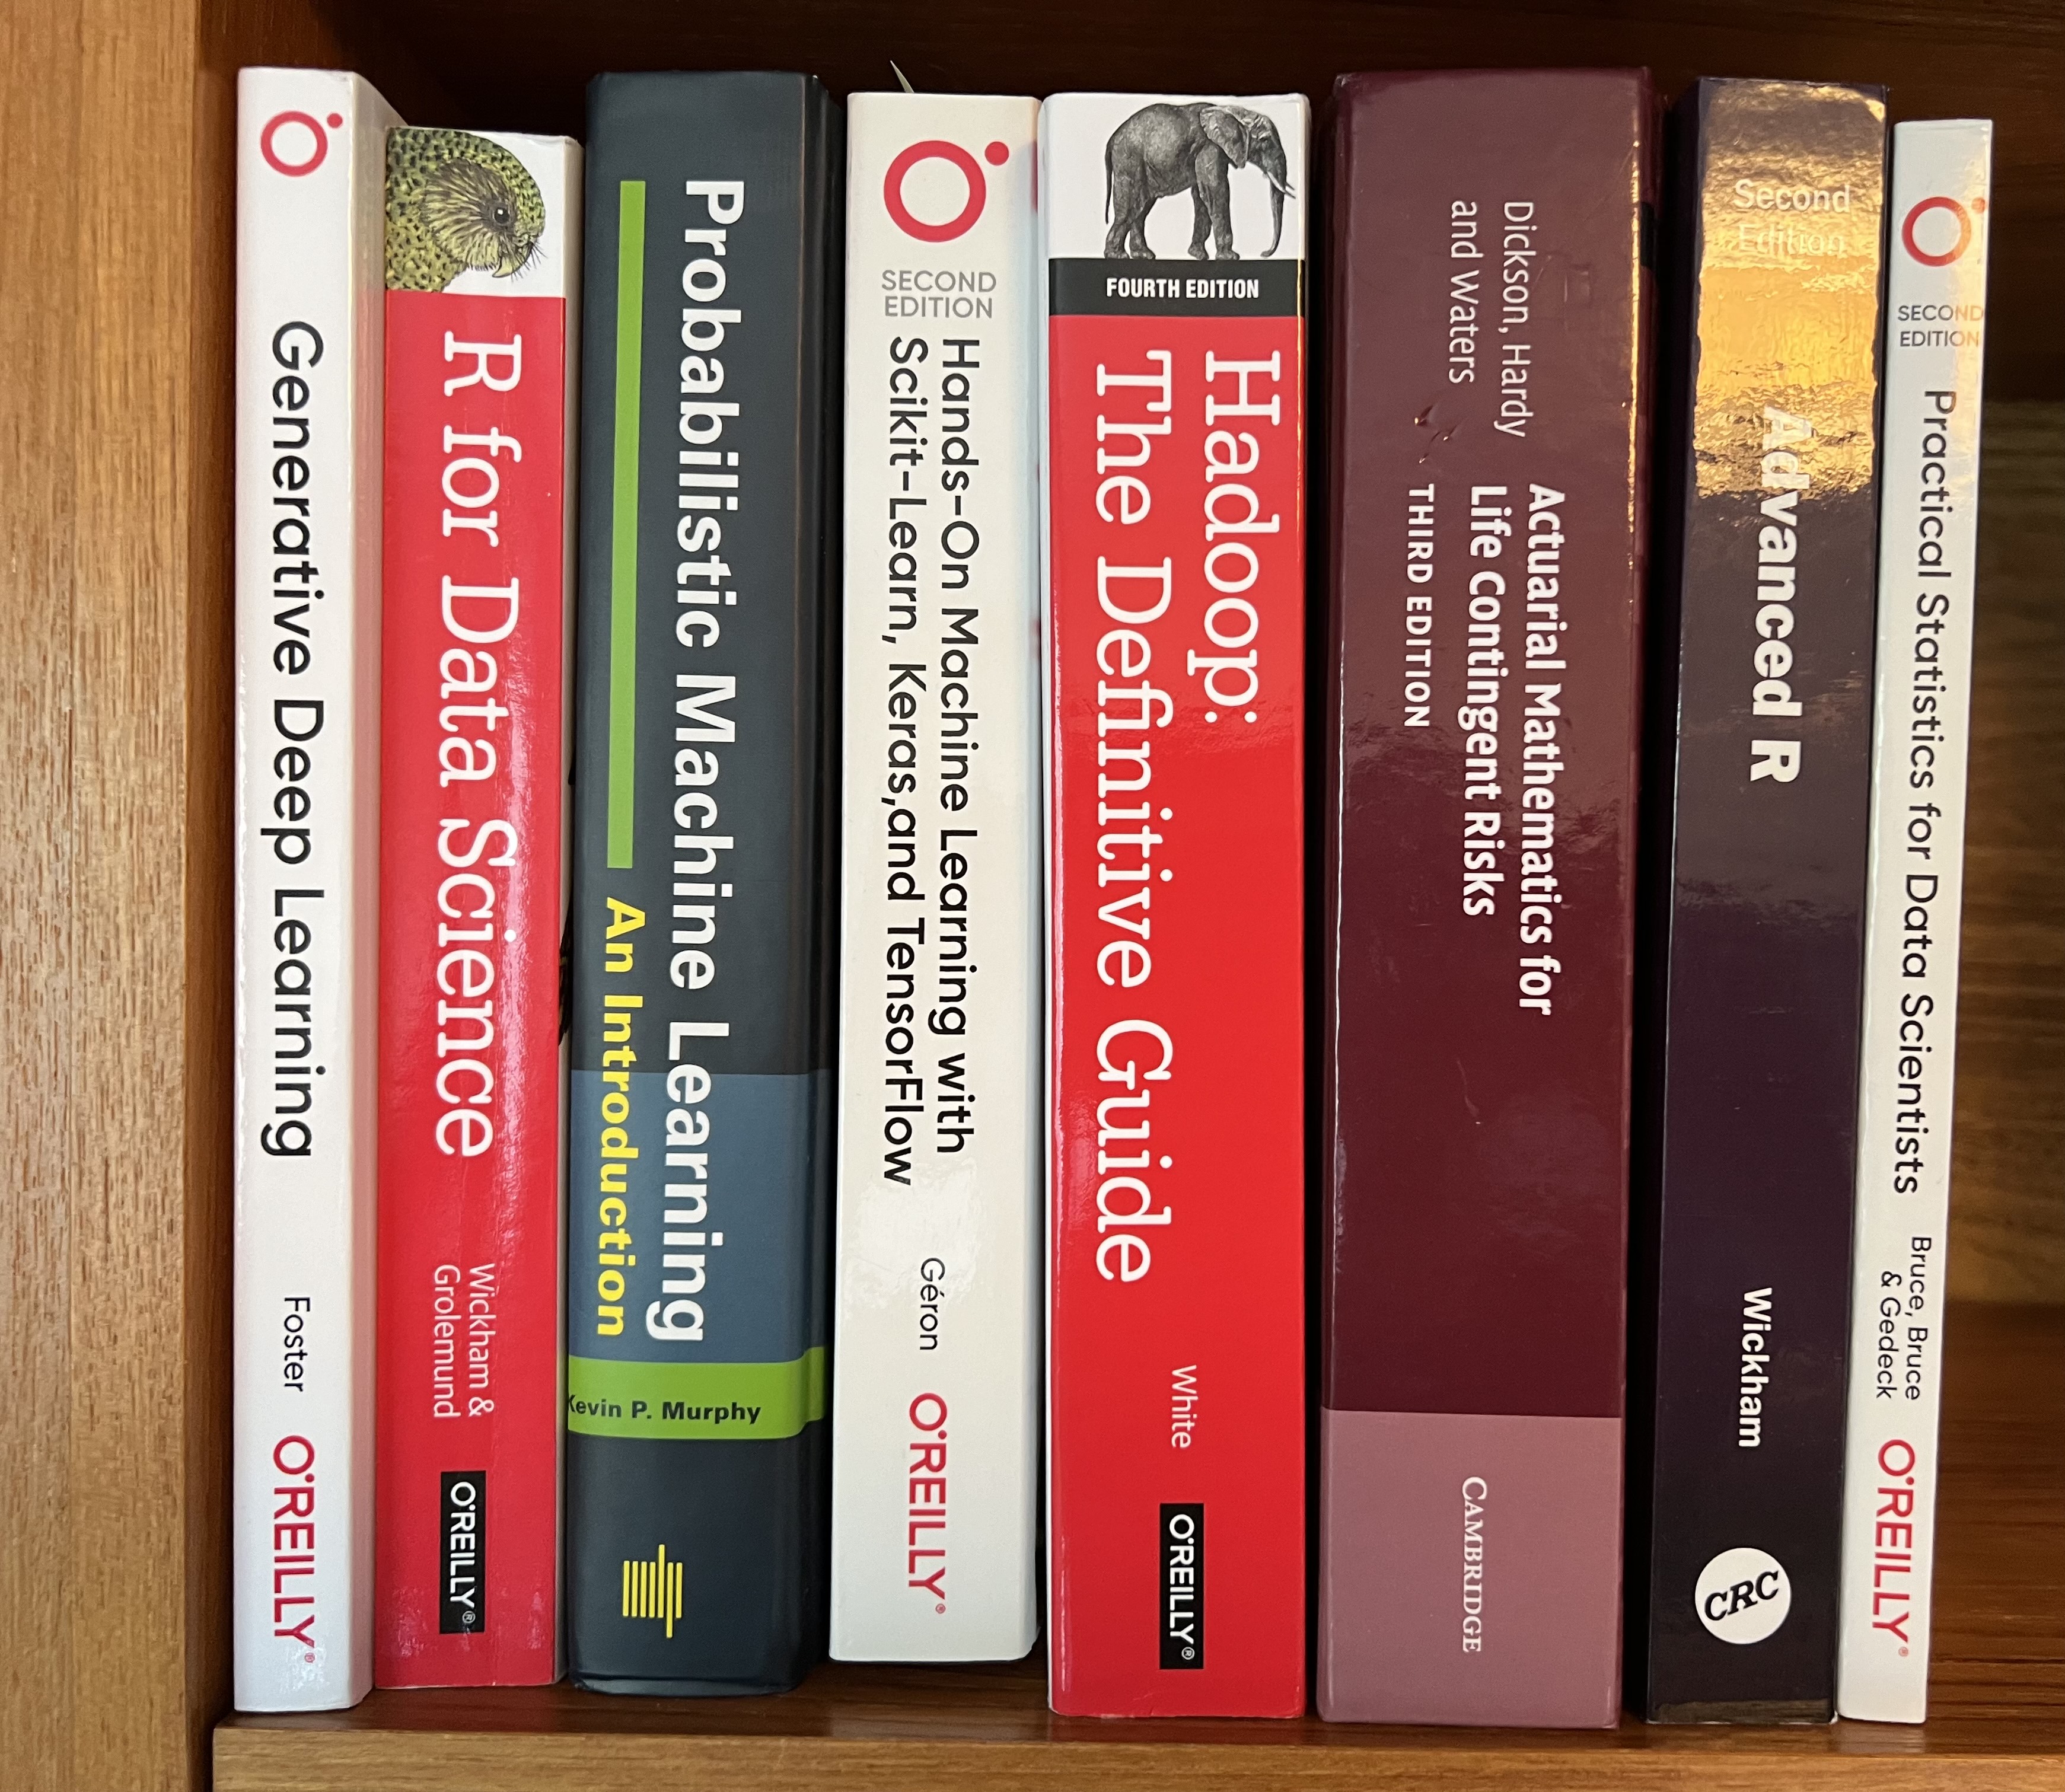 Generative Deep Learning
Foster
O'REILLY®
R for Data Science
Wickham &
Grolemund
O'REILLY®
Probabilistic Machine Learning
An Introduction
Kevin P. Murphy
SECOND
EDITION
Hands-On Machine Learning with
Scikit-Learn, Keras,and TensorFlow
Géron
O'REILLY®
FOURTH EDITION
Hadoop:
The Definitive Guide
White
O'REILLY®
Dickson, Hardy
and Waters
Actuarial Mathematics for
Life Contingent Risks
THIRD EDITION
CAMBRIDGE
Second
Edition
Advanced R
Wickham
CRC
SECOND
EDITION
Practical Statistics for Data Scientists
Bruce, Bruce
& Gedeck
O'REILLY®